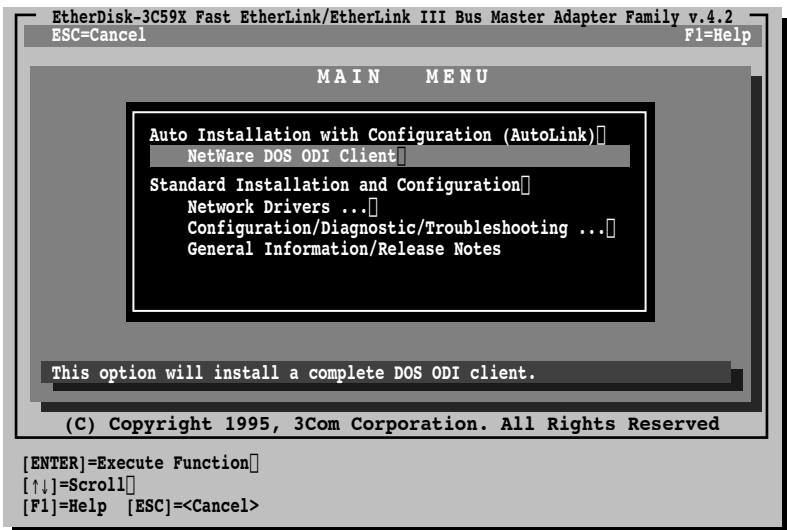 EtherDisk-3C59X Fast EtherLink/EtherLink III Bus Master Adapter Family v.4.2
ESC=Cancel F1=Help
MAIN MENU
Auto Installation with Configuration (AutoLink)
NetWare DOS ODI Client
Standard Installation and Configuration
Network Drivers ...
Configuration/Diagnostic/Troubleshooting ...
General Information/Release Notes
This option will install a complete DOS ODI client.
(C) Copyright 1995, 3Com Corporation. All Rights Reserved
[ENTER]=Execute Function
[↑↓]=Scroll
[F1]=Help [ESC]=<Cancel>